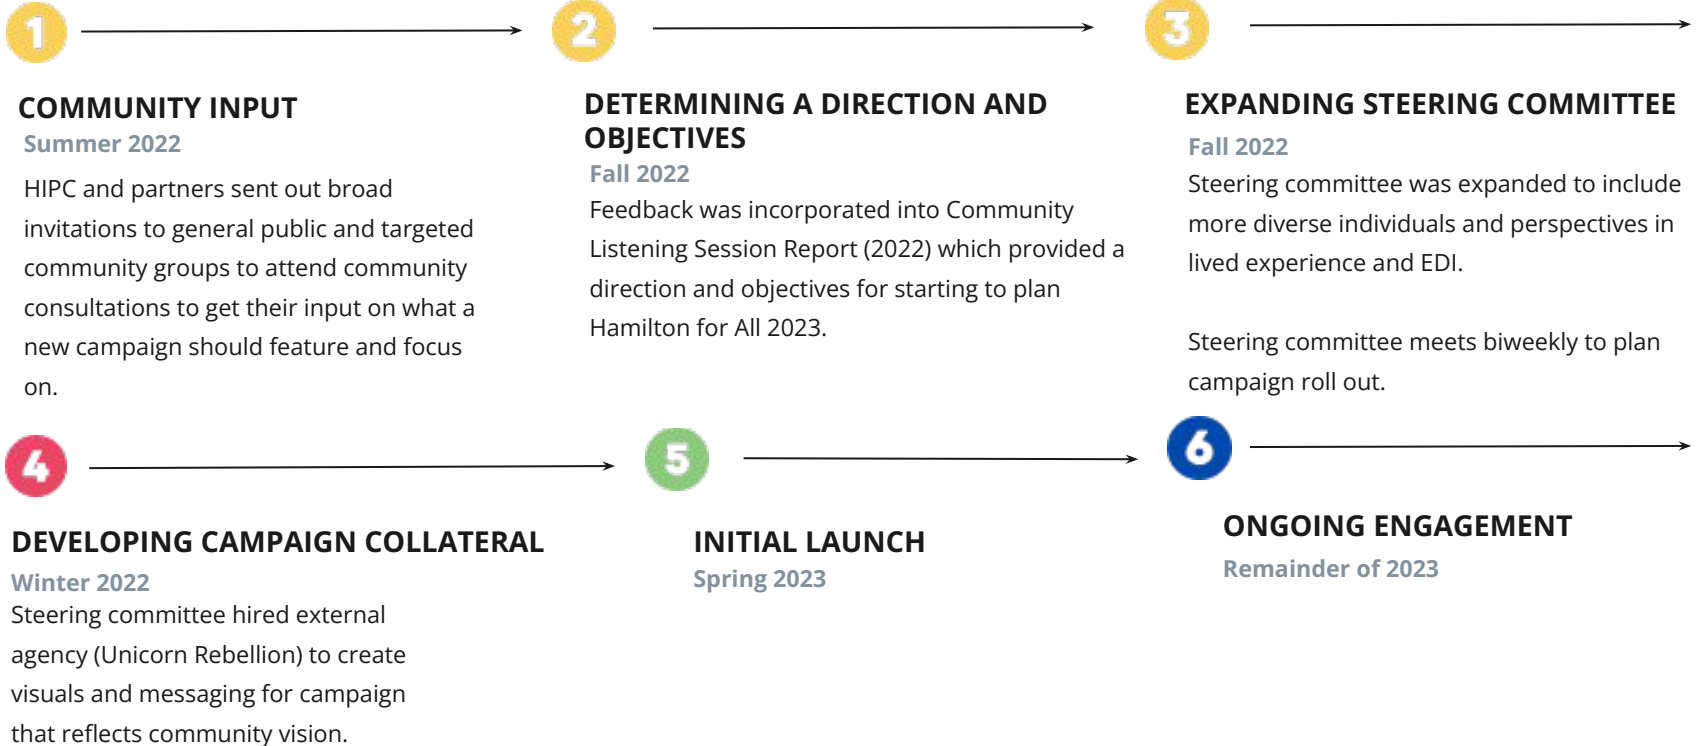 1
COMMUNITY INPUT
Summer 2022
HIPC and partners sent out broad
invitations to general public and targeted
community groups to attend community
consultations to get their input on what a
new campaign should feature and focus
on.
2
DETERMINING A DIRECTION AND
OBJECTIVES
Fall 2022
Feedback was incorporated into Community
Listening Session Report (2022) which provided a
direction and objectives for starting to plan
Hamilton for All 2023.
3
EXPANDING STEERING COMMITTEE
Fall 2022
Steering committee was expanded to include
more diverse individuals and perspectives in
lived experience and EDI.
Steering committee meets biweekly to plan
campaign roll out.
4
DEVELOPING CAMPAIGN COLLATERAL
Winter 2022
Steering committee hired external
agency (Unicorn Rebellion) to create
visuals and messaging for campaign
that reflects community vision.
5
INITIAL LAUNCH
Spring 2023
6
ONGOING ENGAGEMENT
Remainder of 2023